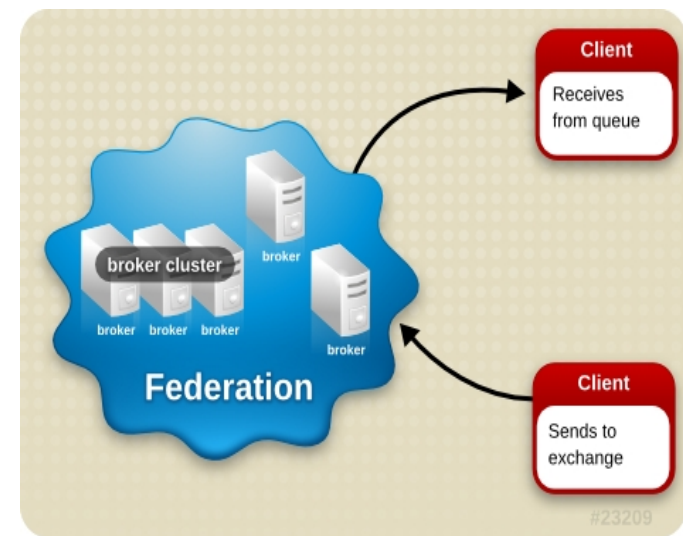 Client
Receives
from queue
broker
broker cluster
broker broker broker
broker
Federation
Client
Sends to
exchange
#23209